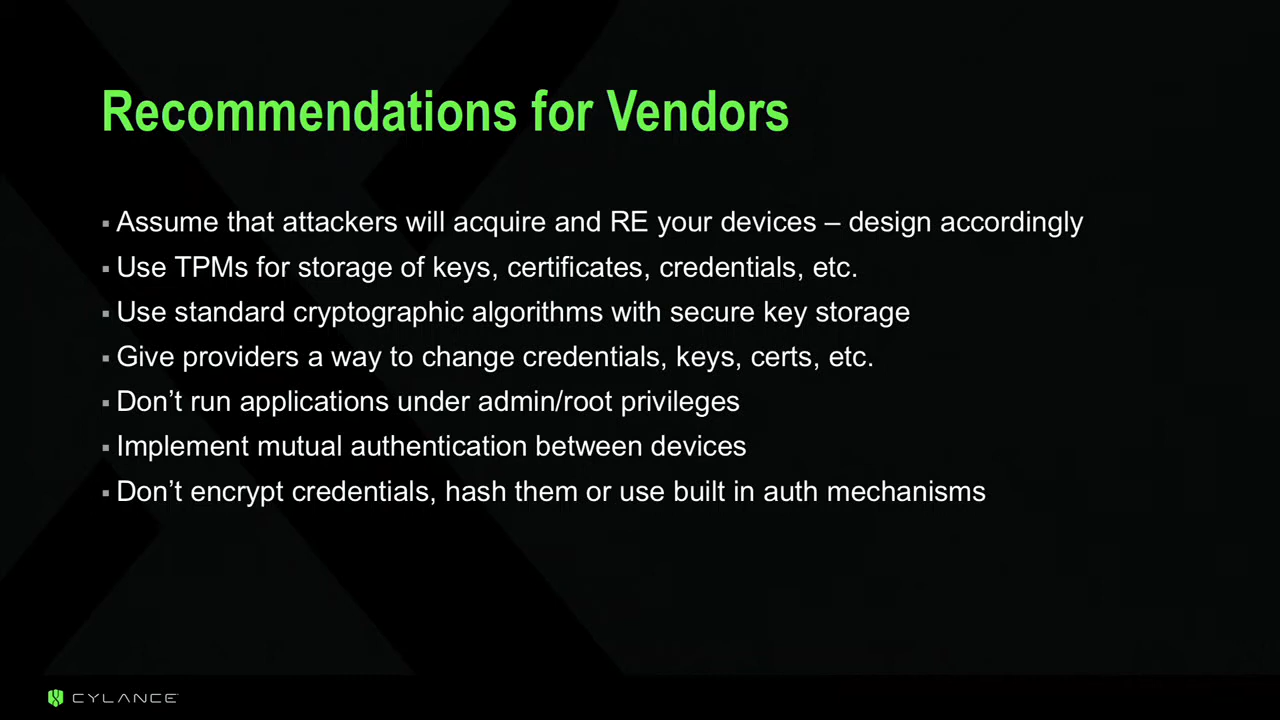 Recommendations for Vendors
▪ Assume that attackers will acquire and RE your devices – design accordingly
▪ Use TPMs for storage of keys, certificates, credentials, etc.
▪ Use standard cryptographic algorithms with secure key storage
▪ Give providers a way to change credentials, keys, certs, etc.
▪ Don’t run applications under admin/root privileges
▪ Implement mutual authentication between devices
▪ Don’t encrypt credentials, hash them or use built in auth mechanisms
CYLANCE